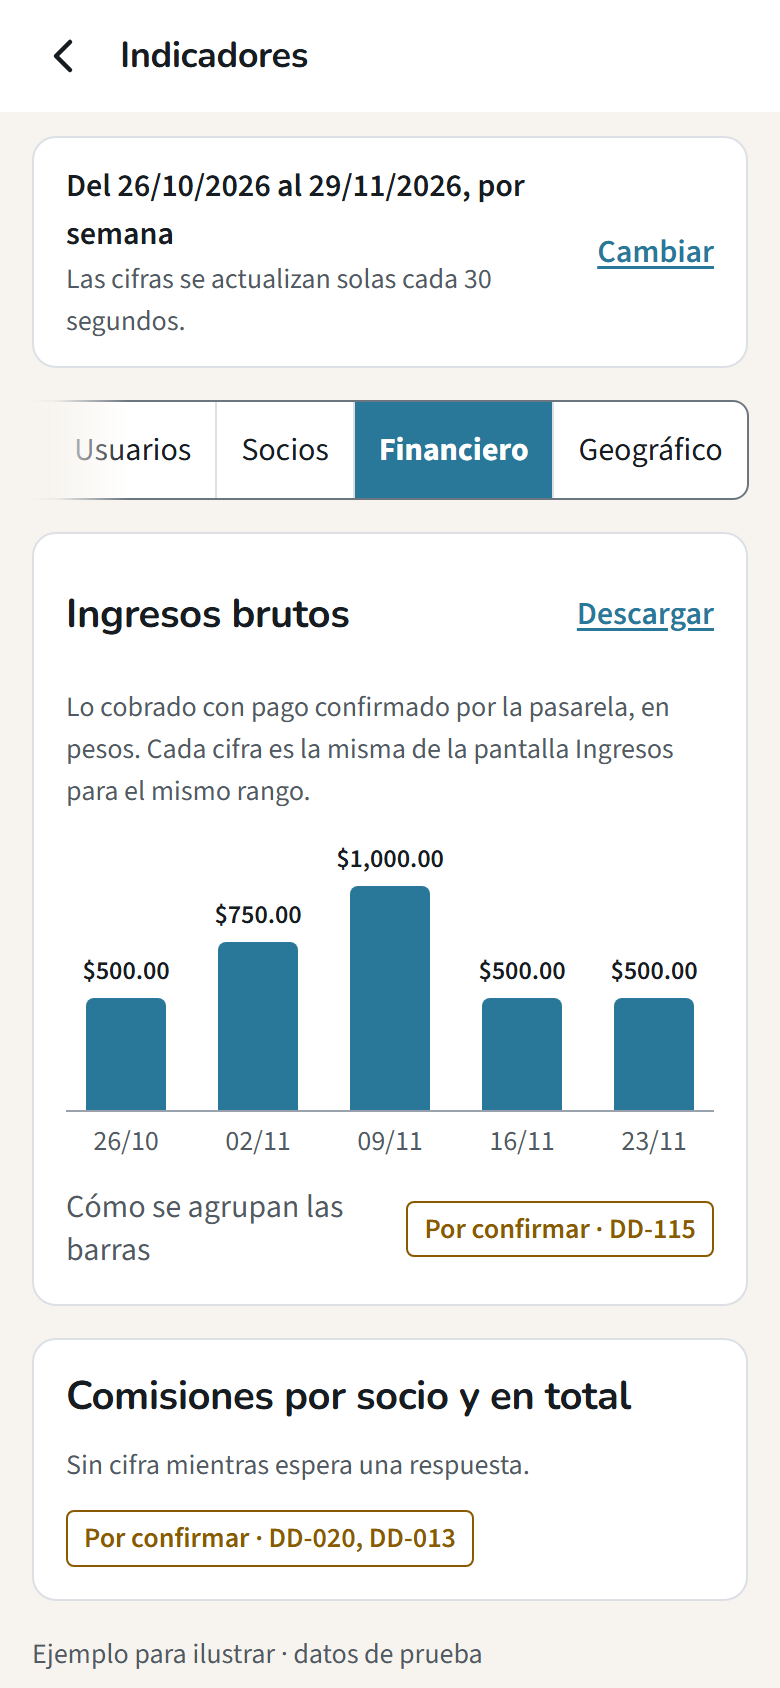 Indicadores
Del 26/10/2026 al 29/11/2026, por
semana
Las cifras se actualizan solas cada 30
segundos.
Cambiar
Usuarios
Socios
Financiero
Geográfico
Ingresos brutos
Descargar
Lo cobrado con pago confirmado por la pasarela, en
pesos. Cada cifra es la misma de la pantalla Ingresos
para el mismo rango.
$500.00
$750.00
$1,000.00
$500.00
$500.00
26/10
02/11
09/11
16/11
23/11
Cómo se agrupan las
barras
Por confirmar · DD-115
Comisiones por socio y en total
Sin cifra mientras espera una respuesta.
Por confirmar · DD-020, DD-013
Ejemplo para ilustrar · datos de prueba